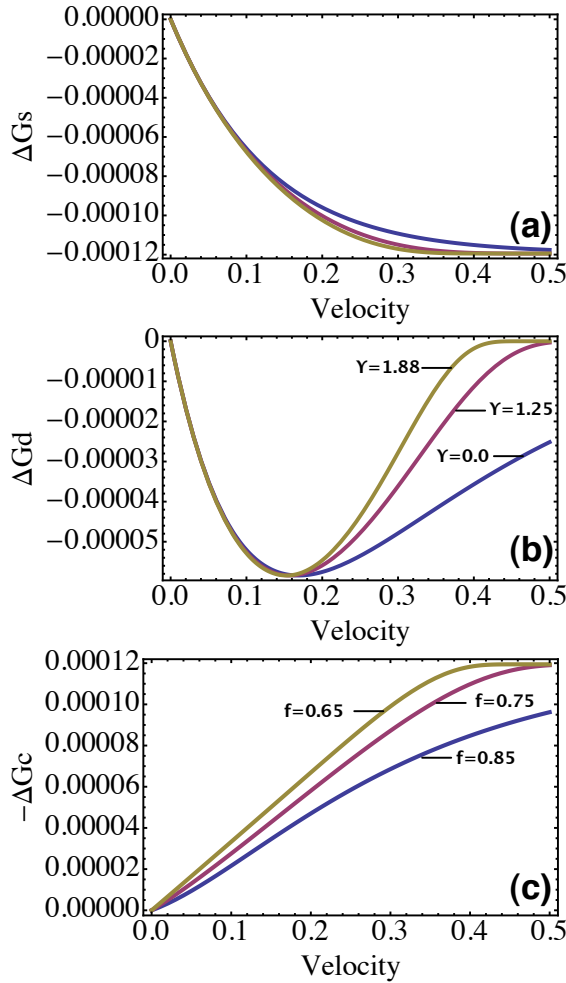 0.00000
−0.00002
−0.00004
−0.00006
−0.00008
−0.00010
−0.00012
ΔGs
(a)
0.0 0.1 0.2 0.3 0.4 0.5
Velocity
0
−0.00001
−0.00002
−0.00003
−0.00004
−0.00005
ΔGd
Y=1.88
Y=1.25
Y=0.0
(b)
0.0 0.1 0.2 0.3 0.4 0.5
Velocity
0.00012
0.00010
0.00008
0.00006
0.00004
0.00002
0.00000
−ΔGc
f=0.65
f=0.75
f=0.85
(c)
0.0 0.1 0.2 0.3 0.4 0.5
Velocity